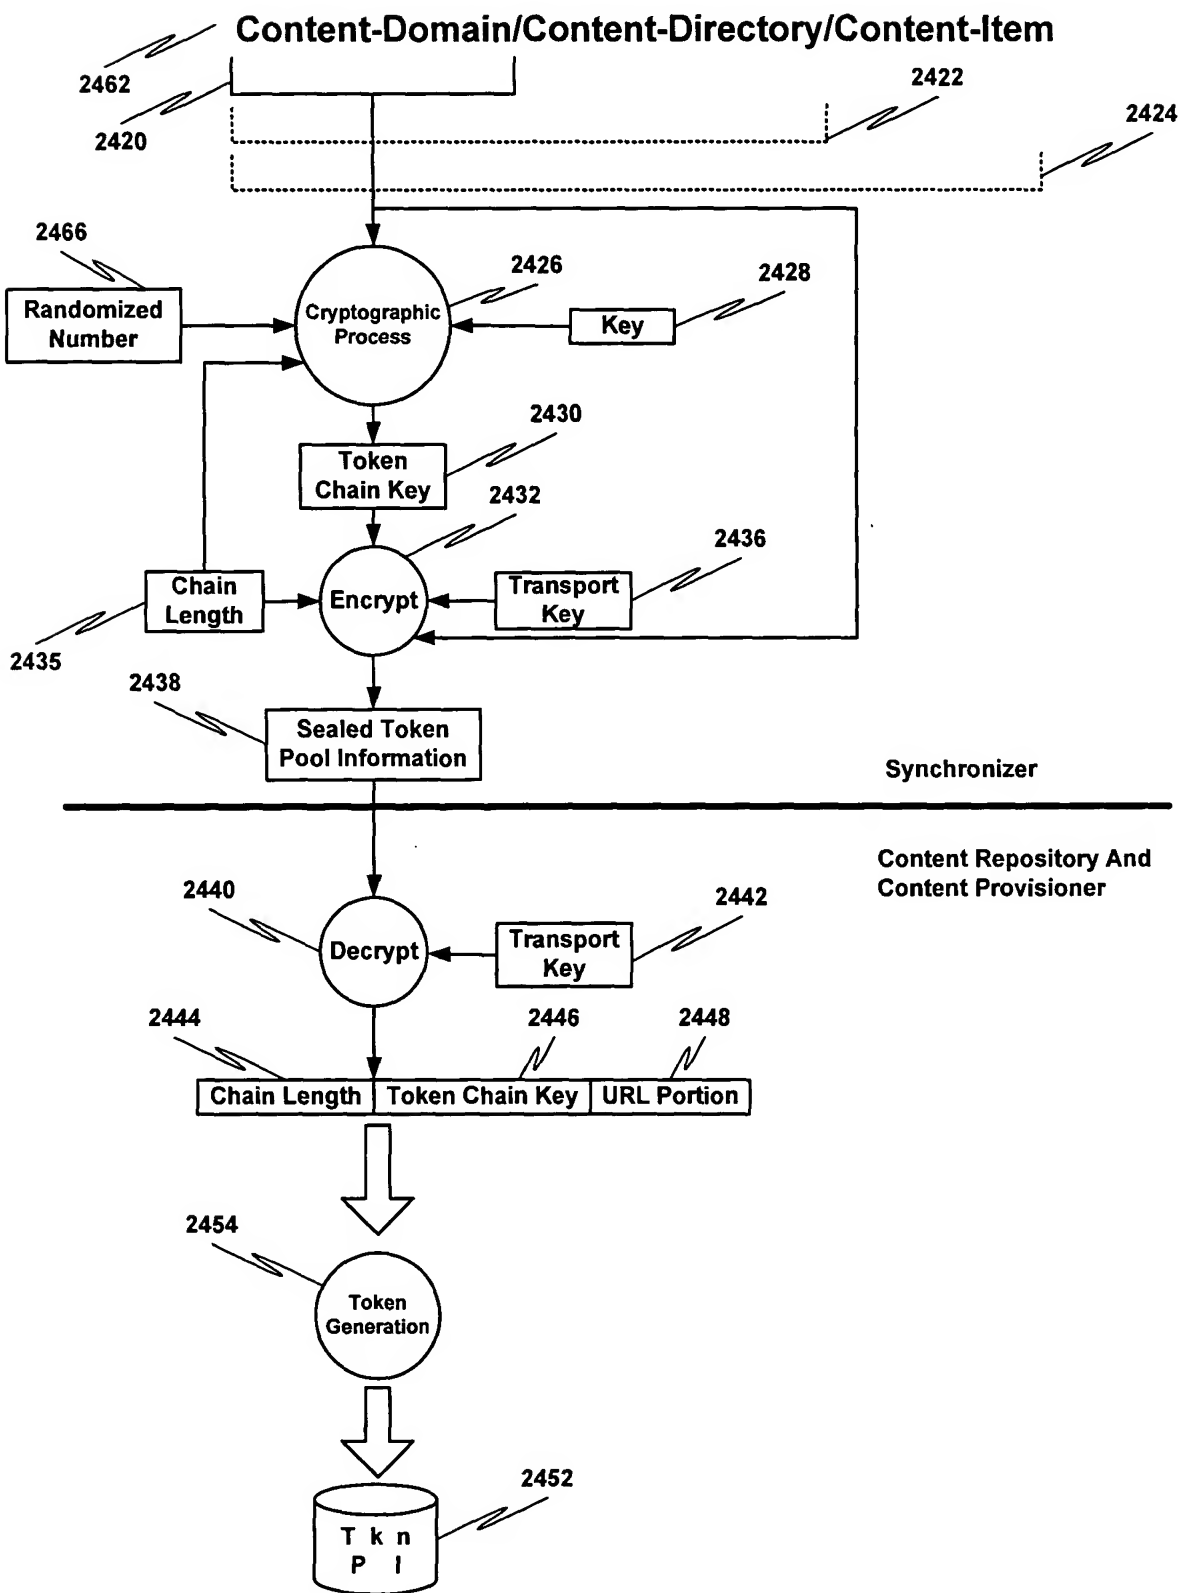 Content-Domain/Content-Directory/Content-Item
2462
2420
2422
2424
2466
Randomized
Number
2426
Cryptographic
Process
2428
Key
2430
Token
Chain Key
2432
2436
Chain
Length
Encrypt
Transport
Key
2435
2438
Sealed Token
Pool Information
Synchronizer
Content Repository And
Content Provisioner
2440
Decrypt
2442
Transport
Key
2444
2446
2448
Chain Length
Token Chain Key
URL Portion
2454
Token
Generation
2452
T k n
P l